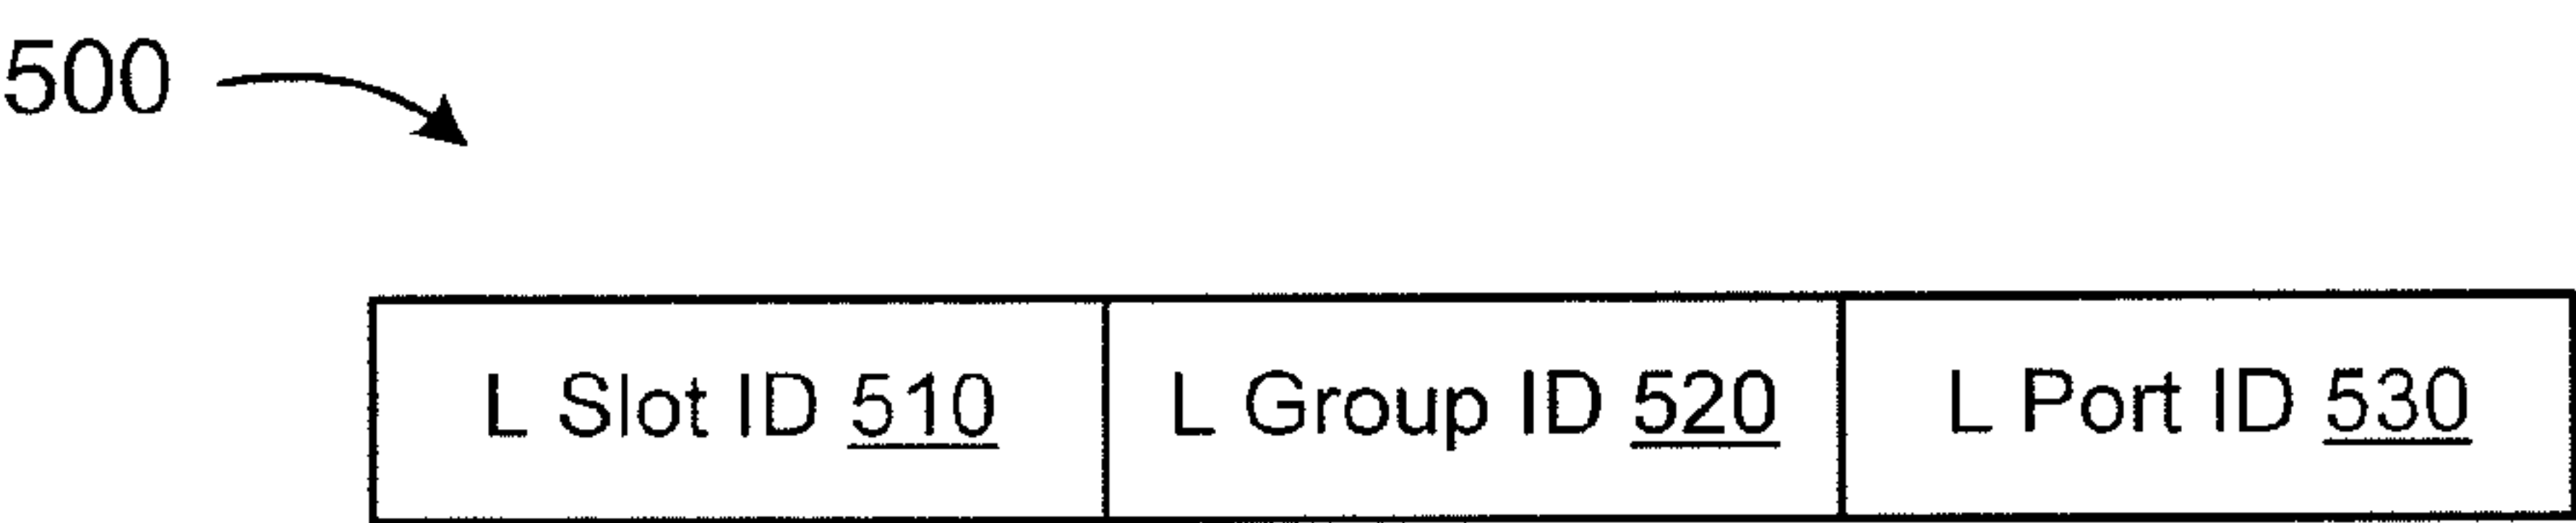 500
L Slot ID 510 L Group ID 520 L Port ID 530